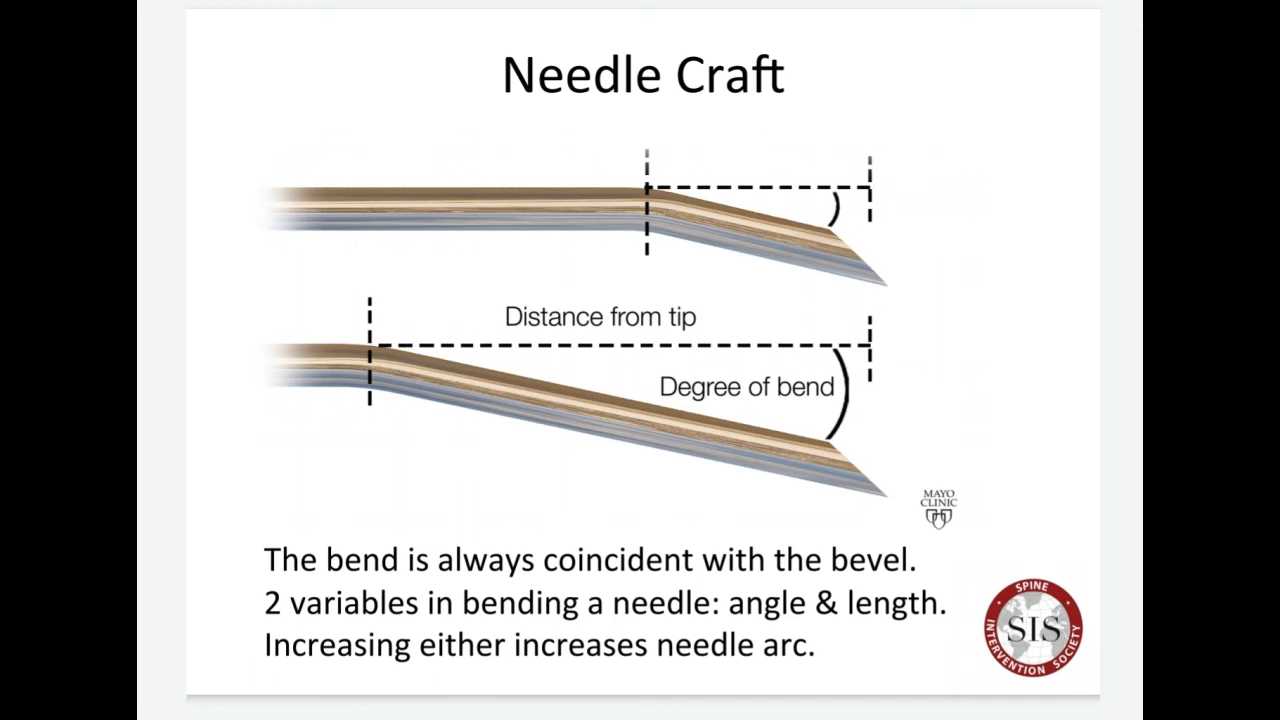 Needle Craft
Distance from tip
Degree of bend
MAYO
CLINIC
The bend is always coincident with the bevel.
2 variables in bending a needle: angle & length.
Increasing either increases needle arc.
SPINE
SIS
INTERVENTION SOCIETY